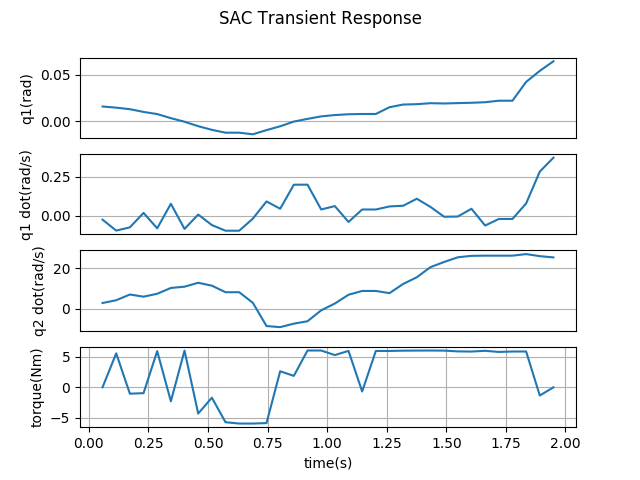 SAC Transient Response
q1(rad)
0.05
0.00
q1 dot(rad/s)
0.25
0.00
q2 dot(rad/s)
20
0
torque(Nm)
5
0
−5
0.00 0.25 0.50 0.75 1.00 1.25 1.50 1.75 2.00
time(s)